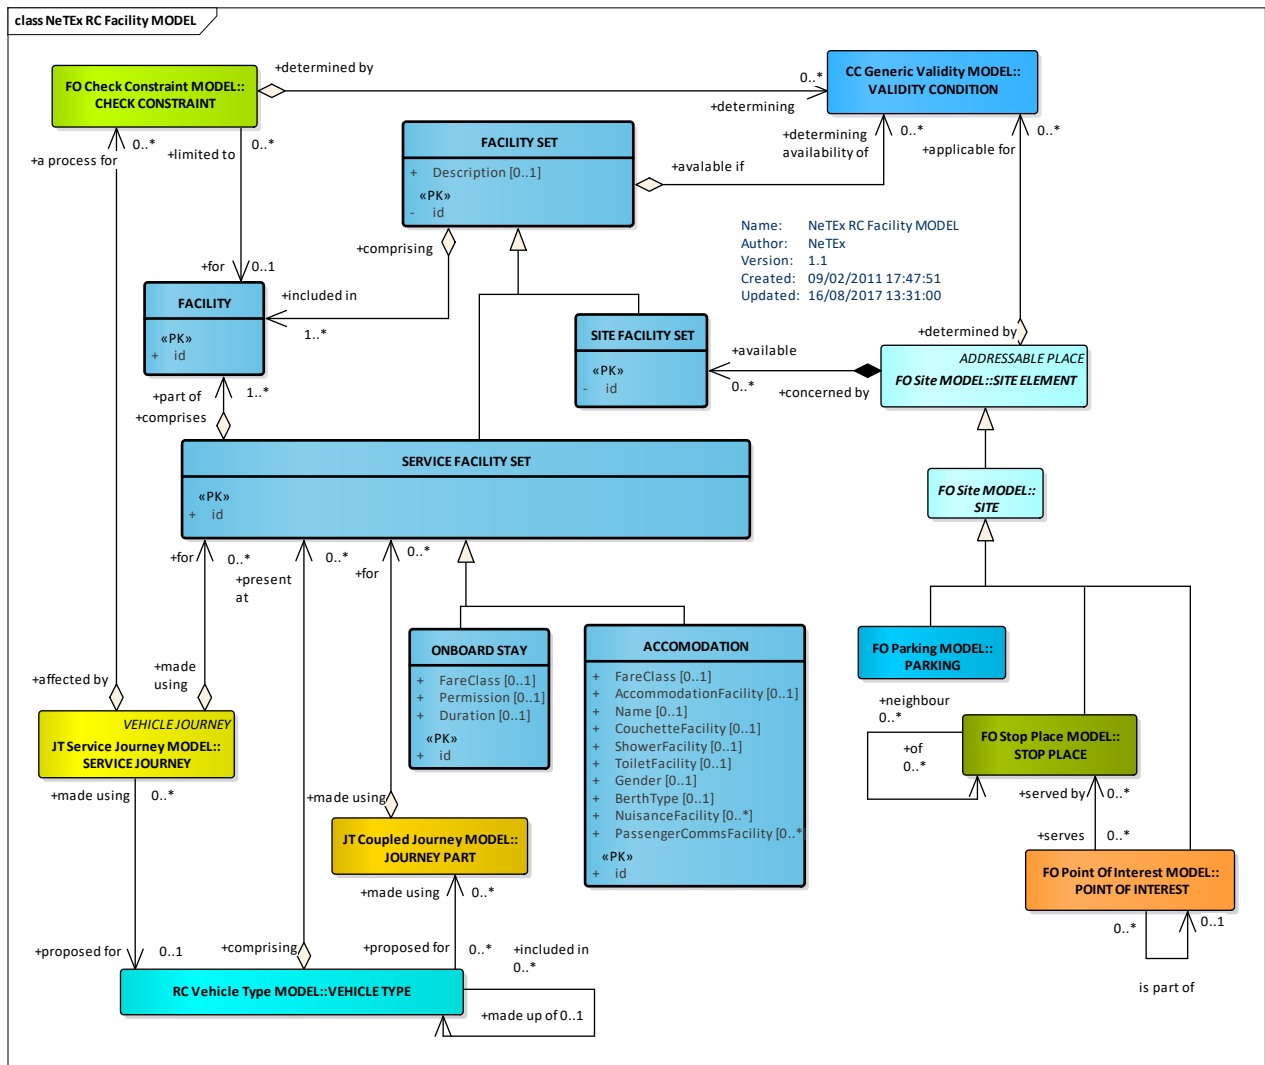 class NeTEx RC Facility MODEL
+determined by
0..*
+determining
FO Check Constraint MODEL::
CHECK CONSTRAINT
CC Generic Validity MODEL::
VALIDITY CONDITION
0..*
+a process for
+limited to
0..*
FACILITY SET
+ Description [0..1]
«PK»
- id
+determining
availability of
0..*
+applicable for
0..*
+avalable if
+comprising
Name: NeTEx RC Facility MODEL
Author: NeTEx
Version: 1.1
Created: 09/02/2011 17:47:51
Updated: 16/08/2017 13:31:00
+for
0..1
+included in
1..*
FACILITY
«PK»
+ id
SITE FACILITY SET
«PK»
- id
+determined by
+available
0..*
+concerned by
ADDRESSABLE PLACE
FO Site MODEL::SITE ELEMENT
+part of
1..*
+comprises
SERVICE FACILITY SET
«PK»
+ id
FO Site MODEL::
SITE
+for
0..*
+present
at
0..*
+for
0..*
ONBOARD STAY
+ FareClass [0..1]
+ Permission [0..1]
+ Duration [0..1]
«PK»
+ id
ACCOMODATION
+ FareClass [0..1]
+ AccommodationFacility [0..1]
+ Name [0..1]
+ CouchetteFacility [0..1]
+ ShowerFacility [0..1]
+ ToiletFacility [0..1]
+ Gender [0..1]
+ BerthType [0..1]
+ NuisanceFacility [0..*]
+ PassengerCommsFacility [0..*
«PK»
+ id
FO Parking MODEL::
PARKING
+affected by
+made
using
VEHICLE JOURNEY
JT Service Journey MODEL::
SERVICE JOURNEY
+neighbour
0..*
+of
0..*
FO Stop Place MODEL::
STOP PLACE
+made using
0..*
+made using
+served by
0..*
JT Coupled Journey MODEL::
JOURNEY PART
+serves
0..*
FO Point Of Interest MODEL::
POINT OF INTEREST
+made using
0..*
0..*
0..1
is part of
+proposed for
0..1
+comprising
+proposed for
0..*
+included in
0..*
RC Vehicle Type MODEL::VEHICLE TYPE
+made up of 0..1